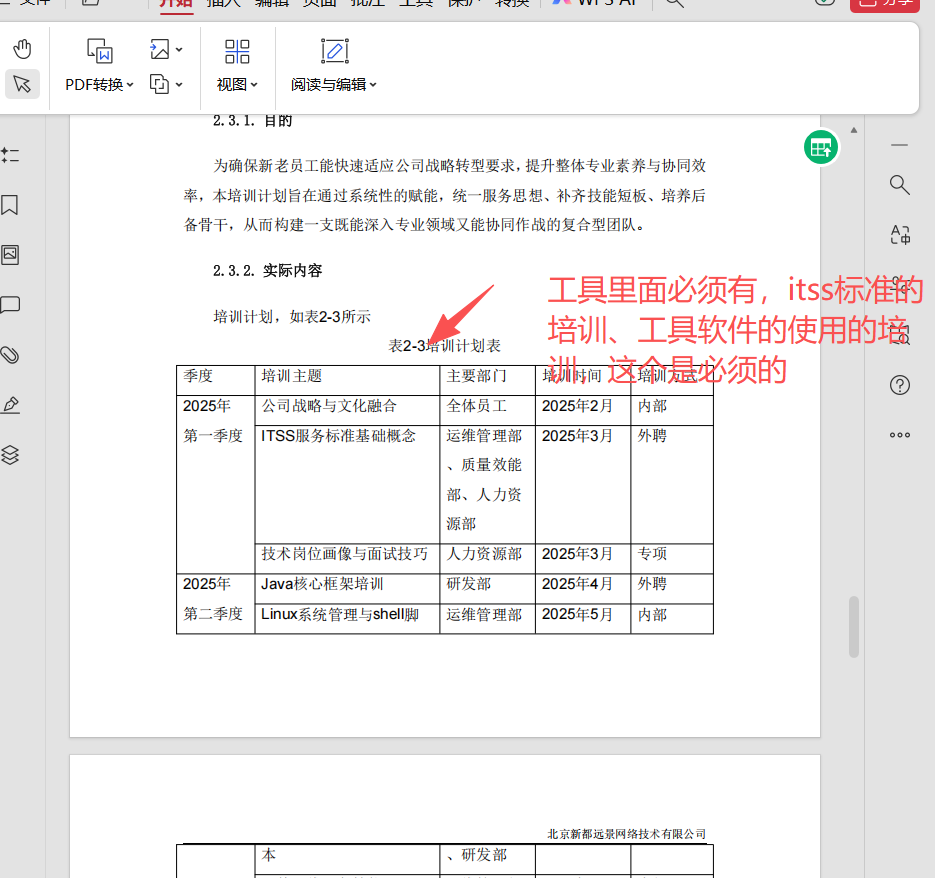 文件
开始 插入 编辑 页面 批注 工具 保护 转换 WPS AI
分享
PDF转换
视图
阅读与编辑
2.3.1. 目的
为确保新老员工能快速适应公司战略转型要求，提升整体专业素养与协同效
率，本培训计划旨在通过系统性的赋能，统一服务思想、补齐技能短板、培养后
备骨干，从而构建一支既能深入专业领域又能协同作战的复合型团队。
2.3.2. 实际内容
培训计划，如表2-3所示
工具里面必须有，itss标准的
培训、工具软件的使用的培
训，这个是必须的
表2-3培训计划表
季度 培训主题 主要部门 培训时间 培训方式
2025年 公司战略与文化融合 全体员工 2025年2月 内部
第一季度 ITSS服务标准基础概念 运维管理部 2025年3月 外聘
、质量效能
部、人力资
源部
技术岗位画像与面试技巧 人力资源部 2025年3月 专项
2025年 Java核心框架培训 研发部 2025年4月 外聘
第二季度 Linux系统管理与shell脚 运维管理部 2025年5月 内部
北京新都远景网络技术有限公司
本 、研发部